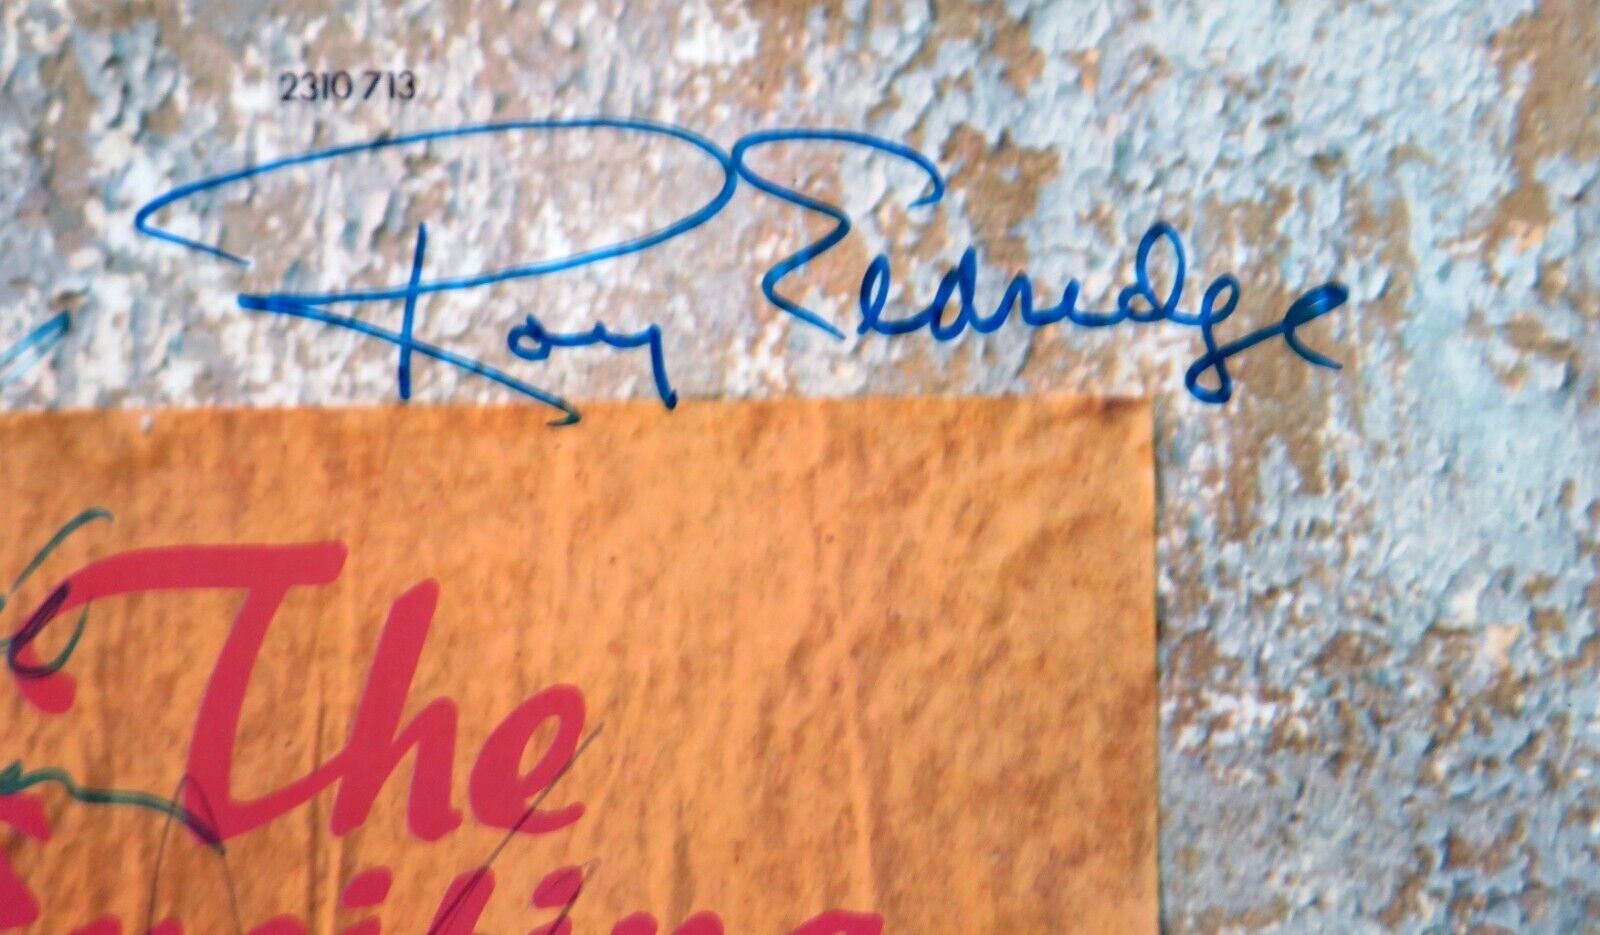 2310 713
Roy Eldridge
The